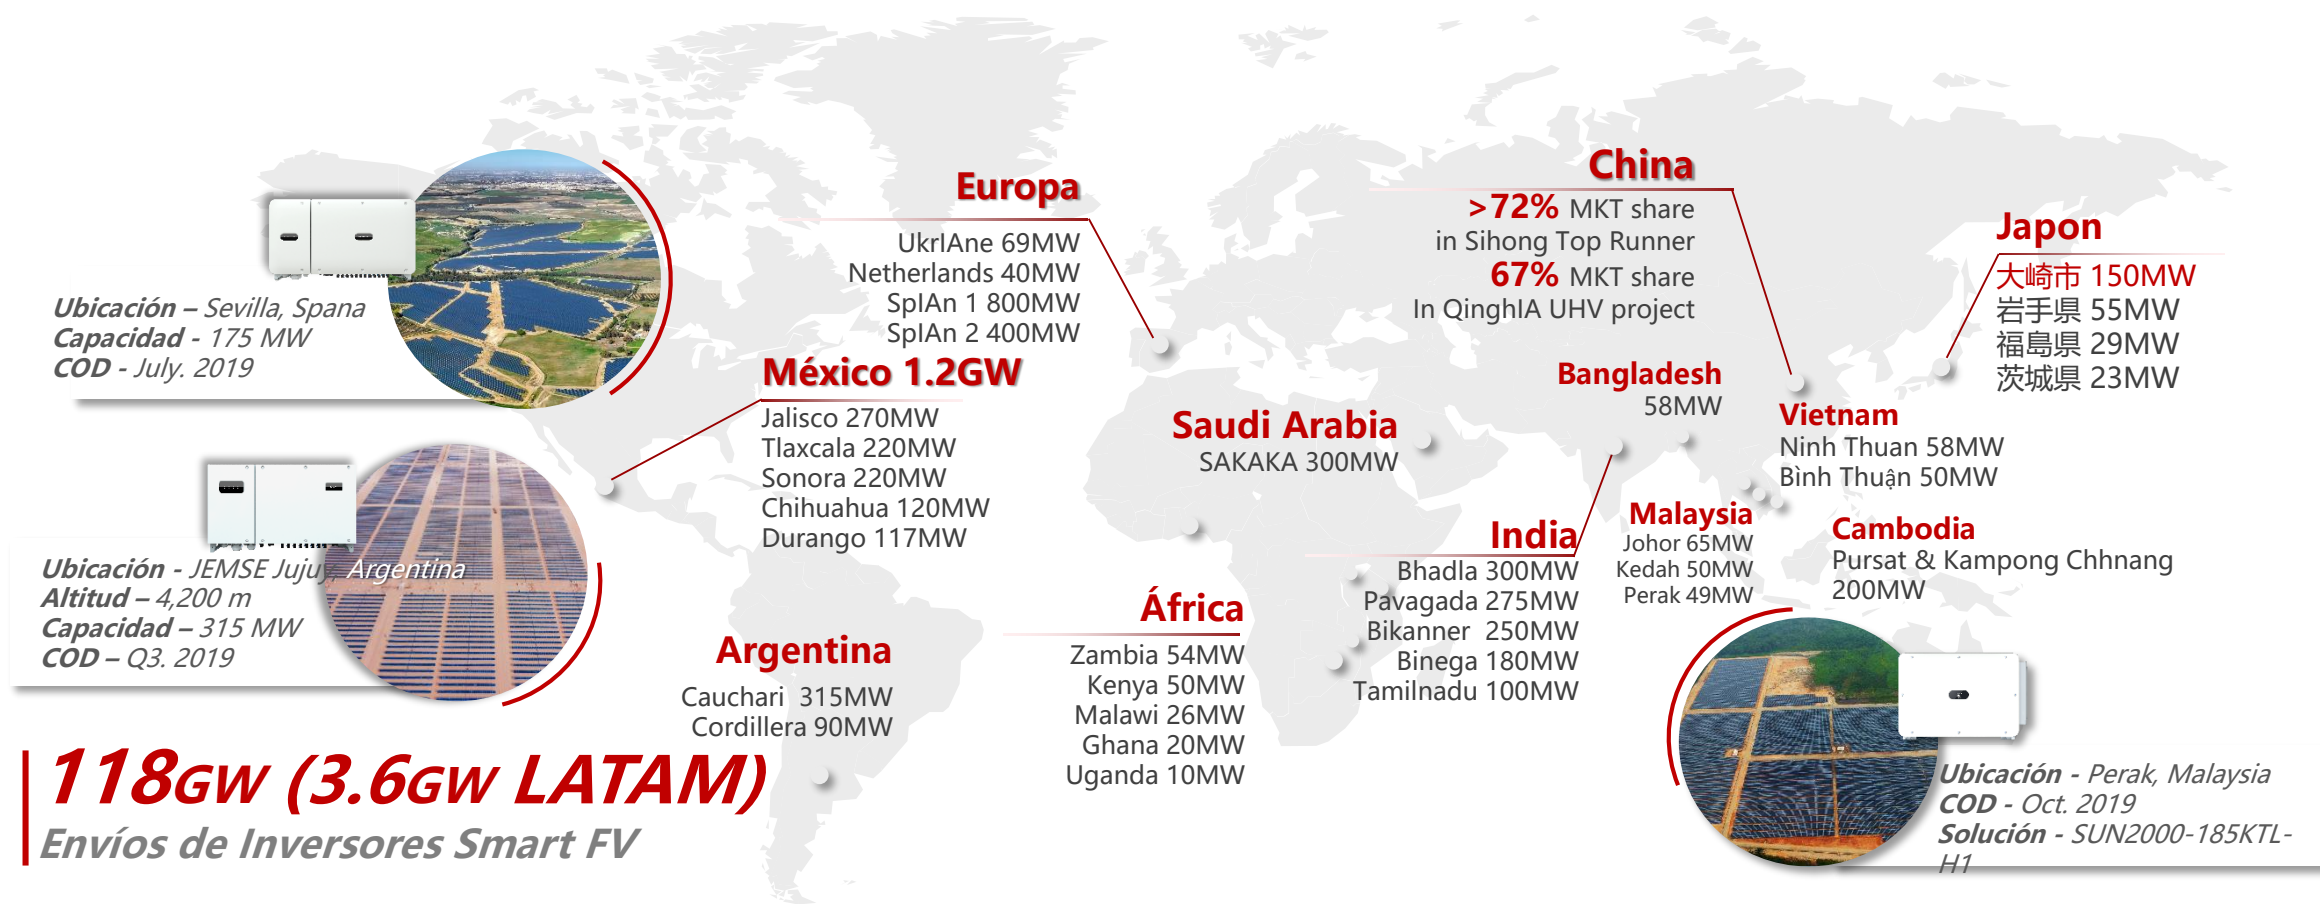 Europa
UkrIAne 69MW
Netherlands 40MW
SpIAn 1 800MW
SpIAn 2 400MW
China
>72% MKT share
in Sihong Top Runner
67% MKT share
In QinghIA UHV project
Japon
大崎市 150MW
岩手県 55MW
福島県 29MW
茨城県 23MW
Ubicación – Sevilla, Spana
Capacidad - 175 MW
COD - July. 2019
México 1.2GW
Jalisco 270MW
Tlaxcala 220MW
Sonora 220MW
Chihuahua 120MW
Durango 117MW
Saudi Arabia
SAKAKA 300MW
Bangladesh
58MW
Vietnam
Ninh Thuan 58MW
Bình Thuận 50MW
India
Bhadla 300MW
Pavagada 275MW
Bikanner  250MW
Binega 180MW
Tamilnadu 100MW
Malaysia
Johor 65MW
Kedah 50MW
Perak 49MW
Cambodia
Pursat & Kampong Chhnang
200MW
Ubicación - JEMSE Jujuy, Argentina
Altitud – 4,200 m
Capacidad – 315 MW
COD – Q3. 2019
África
Zambia 54MW
Kenya 50MW
Malawi 26MW
Ghana 20MW
Uganda 10MW
Argentina
Cauchari  315MW
Cordillera 90MW
118GW (3.6GW LATAM)
Envíos de Inversores Smart FV
Ubicación - Perak, Malaysia
COD - Oct. 2019
Solución - SUN2000-185KTL-
H1